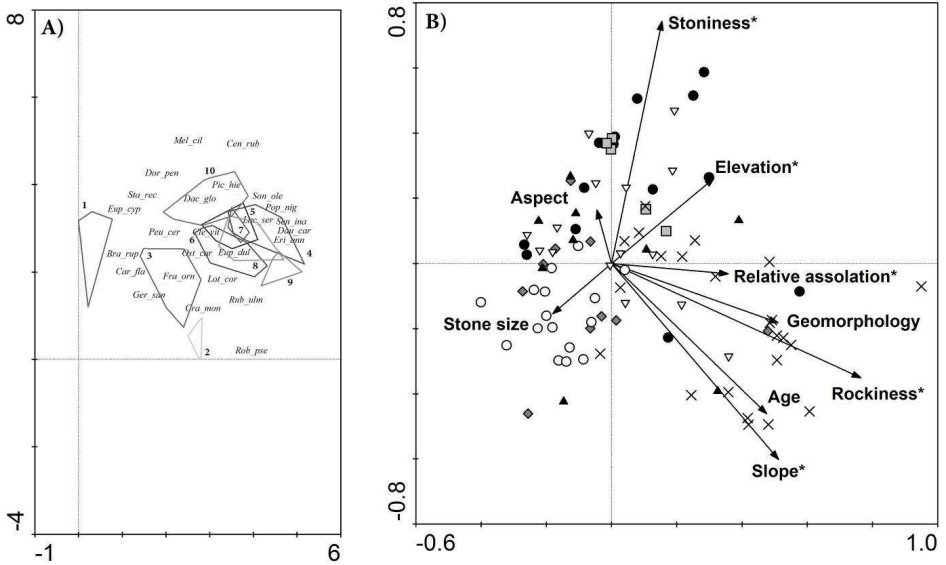 A)
8
-4
-1
6
Mel_cil
Cen_rub
Dor_pen
10
Pic_hie
Sta_rec
Dac_glo
Son_ole
1
Eup_cyp
5
Pop_nig
Sen_ina
Peu_cer
6
Cle_vit
7
Dau_car
Eri_ann
Bra_rup
3
Ost_car
Eup_dul
4
Car_fla
Fra_orn
Lot_cor
8
9
Ger_san
Rub_ulm
Cra_mon
2
Rob_pse
B)
0.8
-0.8
-0.6
1.0
Stoniness*
Elevation*
Aspect
Relative assolation*
Geomorphology
Stone size
Rockiness*
Age
Slope*